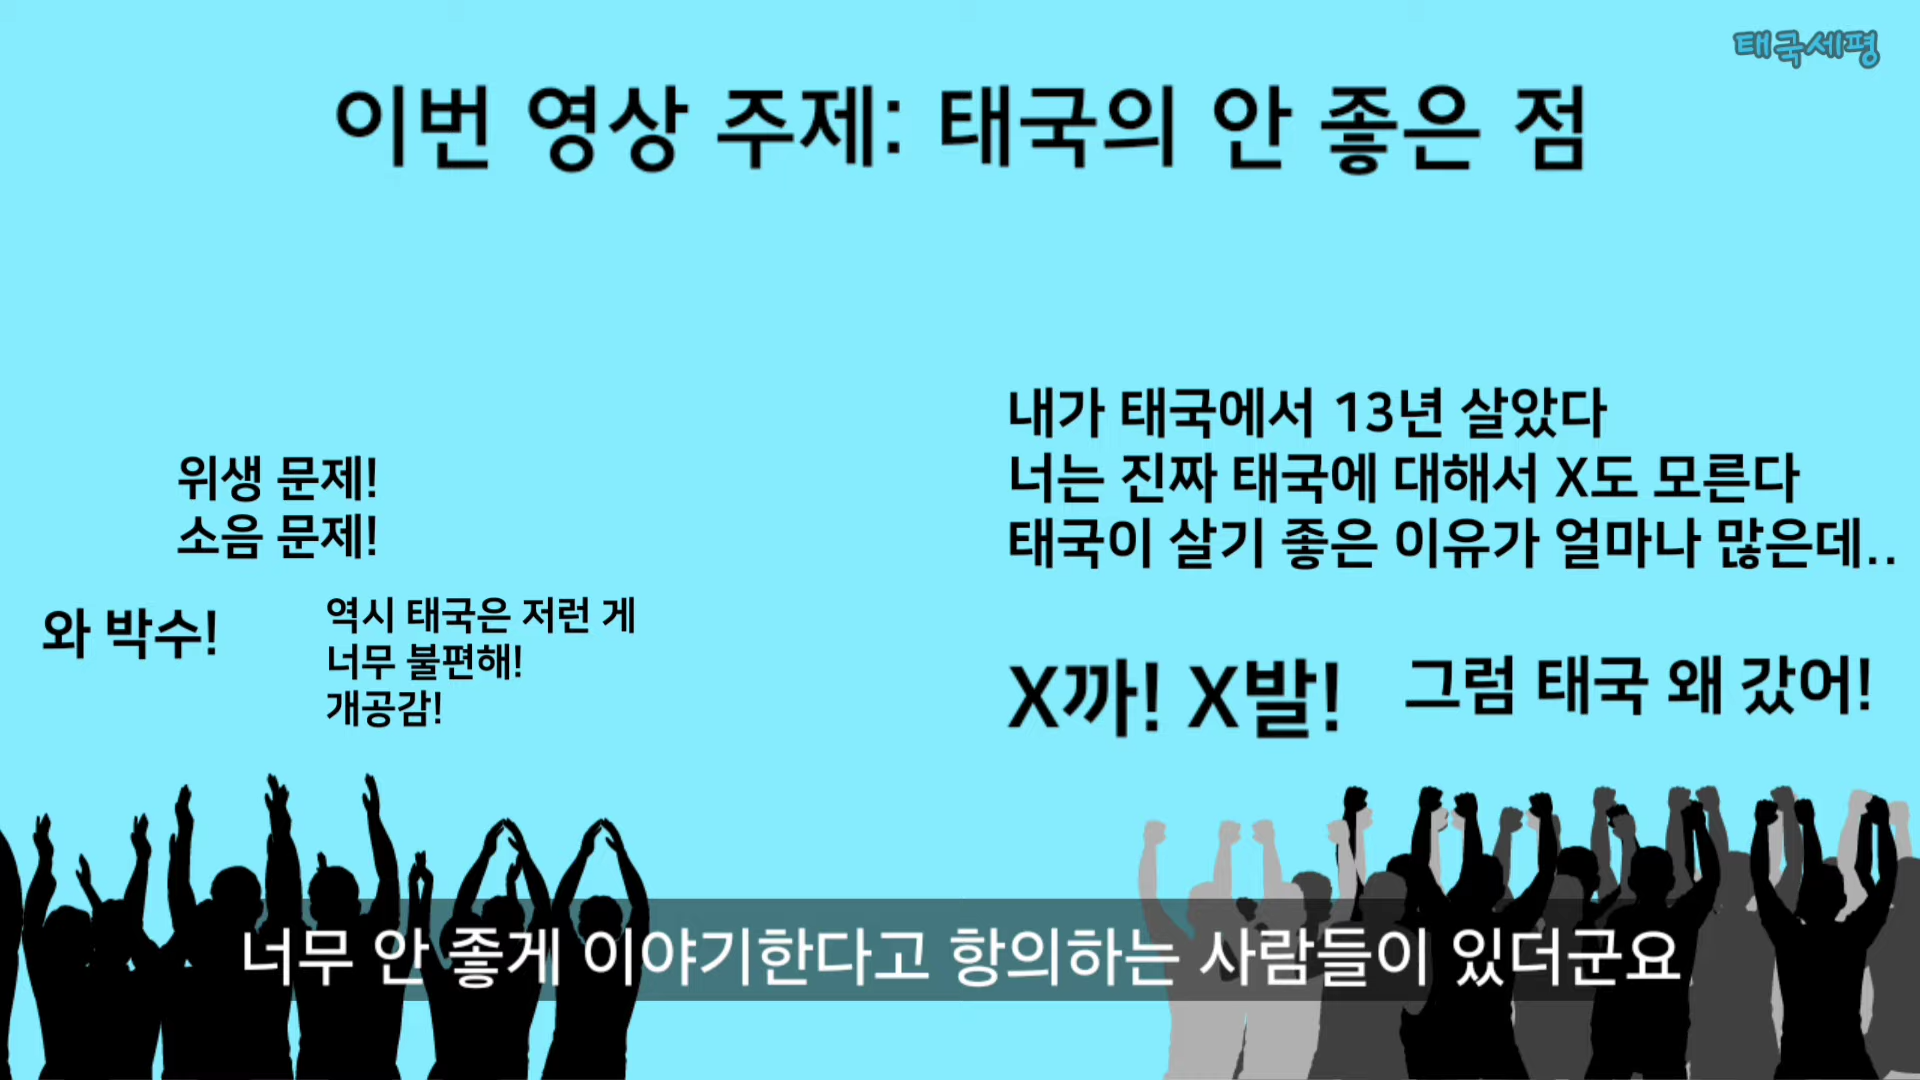 태국세평
이번 영상 주제: 태국의 안 좋은 점
위생 문제!
소음 문제!
와 박수!
역시 태국은 저런 게
너무 불편해!
개공감!
내가 태국에서 13년 살았다
너는 진짜 태국에 대해서 X도 모른다
태국이 살기 좋은 이유가 얼마나 많은데..
X까! X발!
그럼 태국 왜 갔어!
너무 안 좋게 이야기한다고 항의하는 사람들이 있더군요